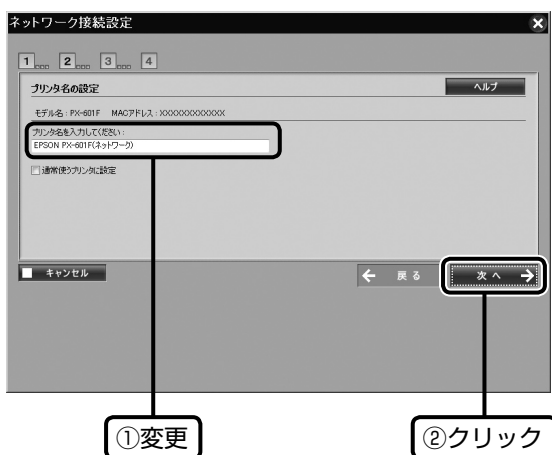 ネットワーク接続設定
1 2 3 4
プリンタ名の設定
ヘルプ
モデル名 : PX-601F MACアドレス : XXXXXXXXXXXX
プリンタ名を入力してください :
EPSON PX-601F(ネットワーク)
通常使うプリンタに設定
キャンセル
戻る
次へ
①変更
②クリック